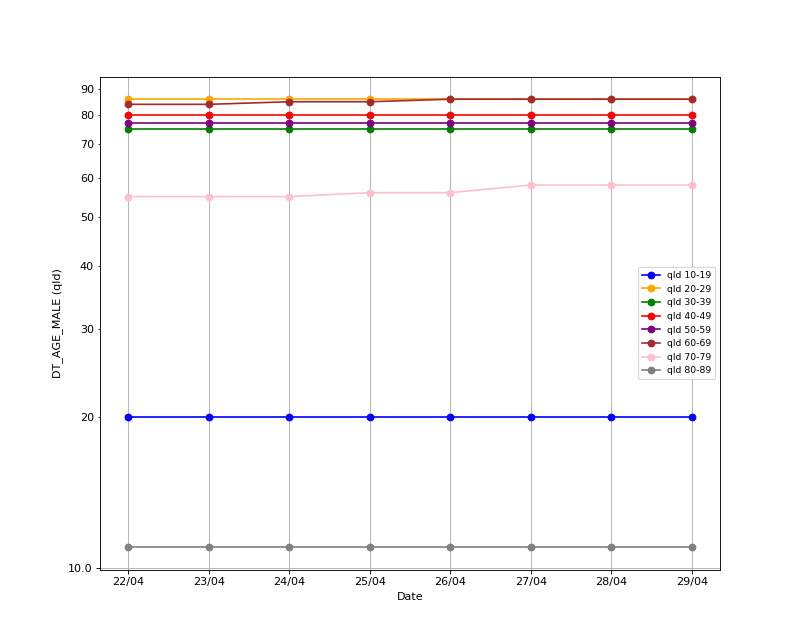 DT_AGE_MALE (qld)
90
80
70
60
50
40
30
20
10.0
22/04 23/04 24/04 25/04 26/04 27/04 28/04 29/04
Date
qld 10-19
qld 20-29
qld 30-39
qld 40-49
qld 50-59
qld 60-69
qld 70-79
qld 80-89